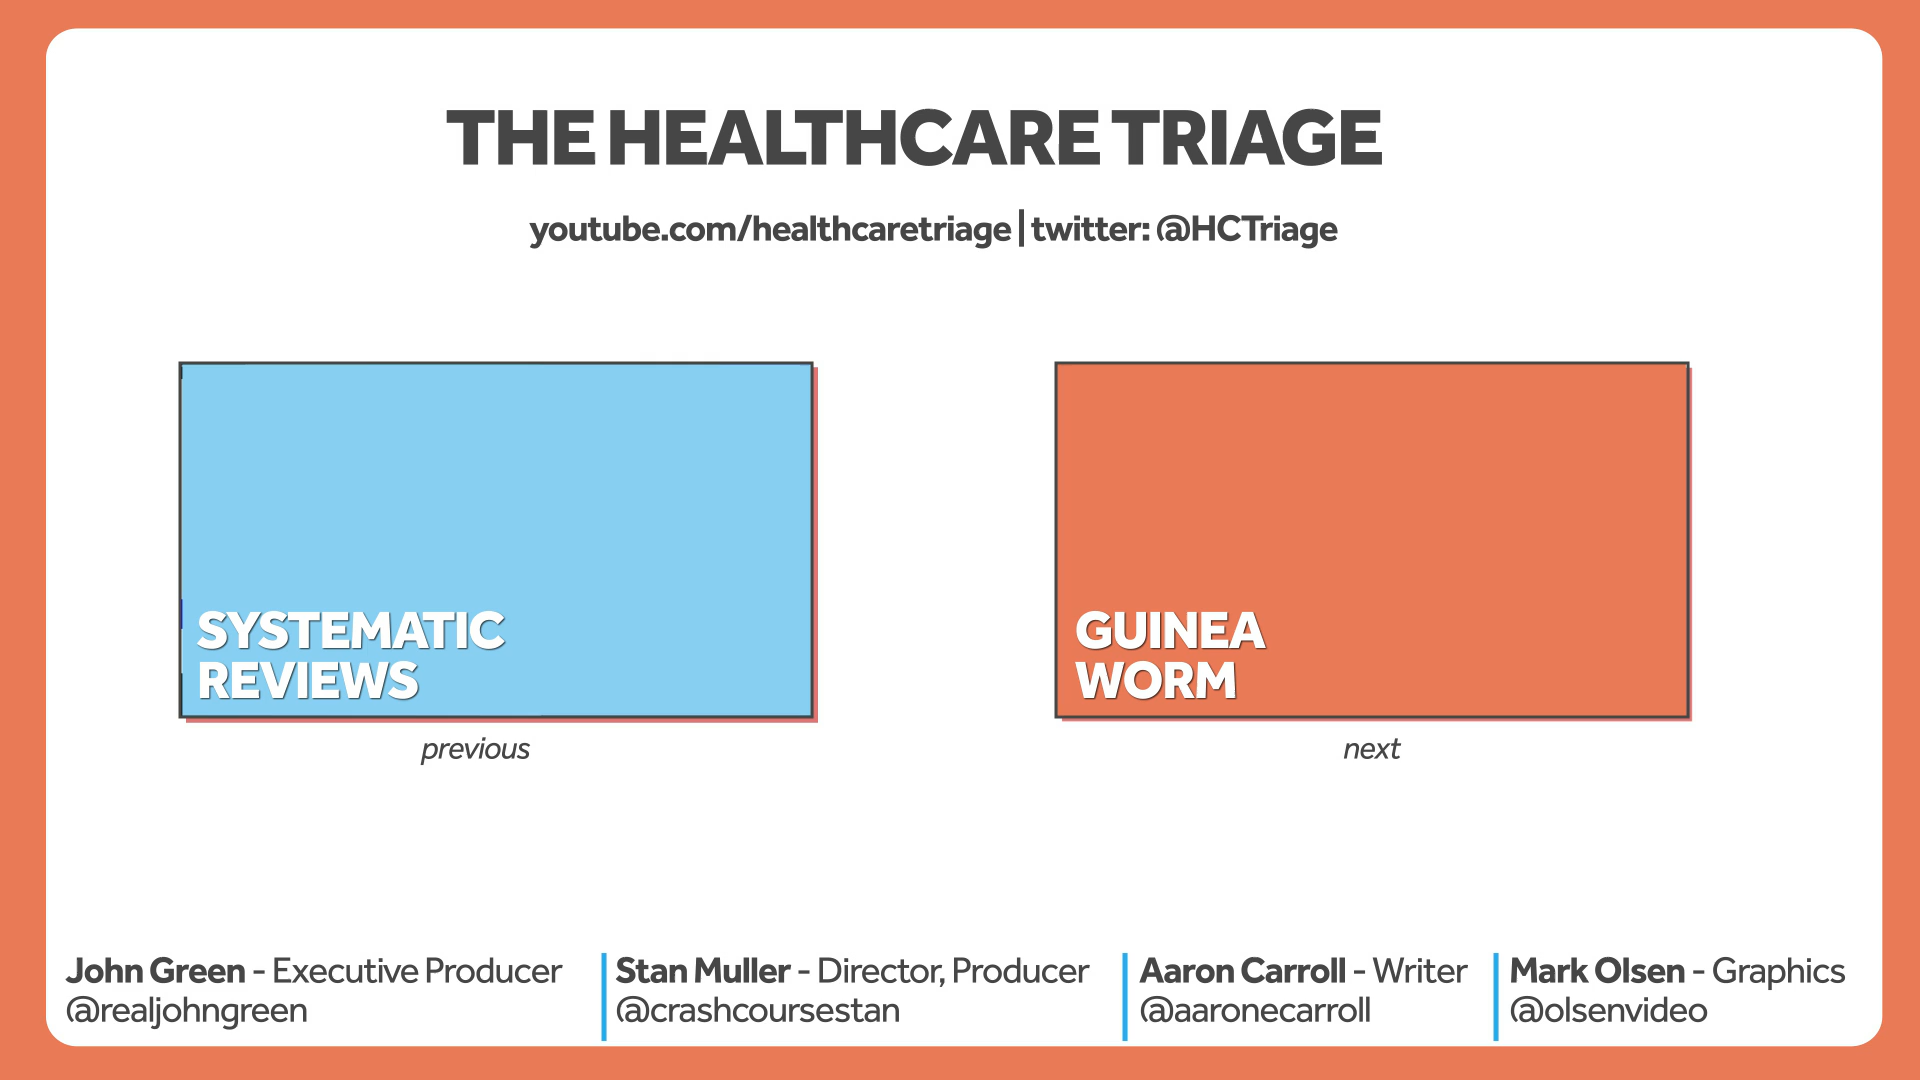 THE HEALTHCARE TRIAGE
youtube.com/healthcaretriage | twitter: @HCTriage
SYSTEMATIC
REVIEWS
previous
GUINEA
WORM
next
John Green - Executive Producer
@realjohngreen
Stan Muller - Director, Producer
@crashcoursestan
Aaron Carroll - Writer
@aaronecarroll
Mark Olsen - Graphics
@olsenvideo